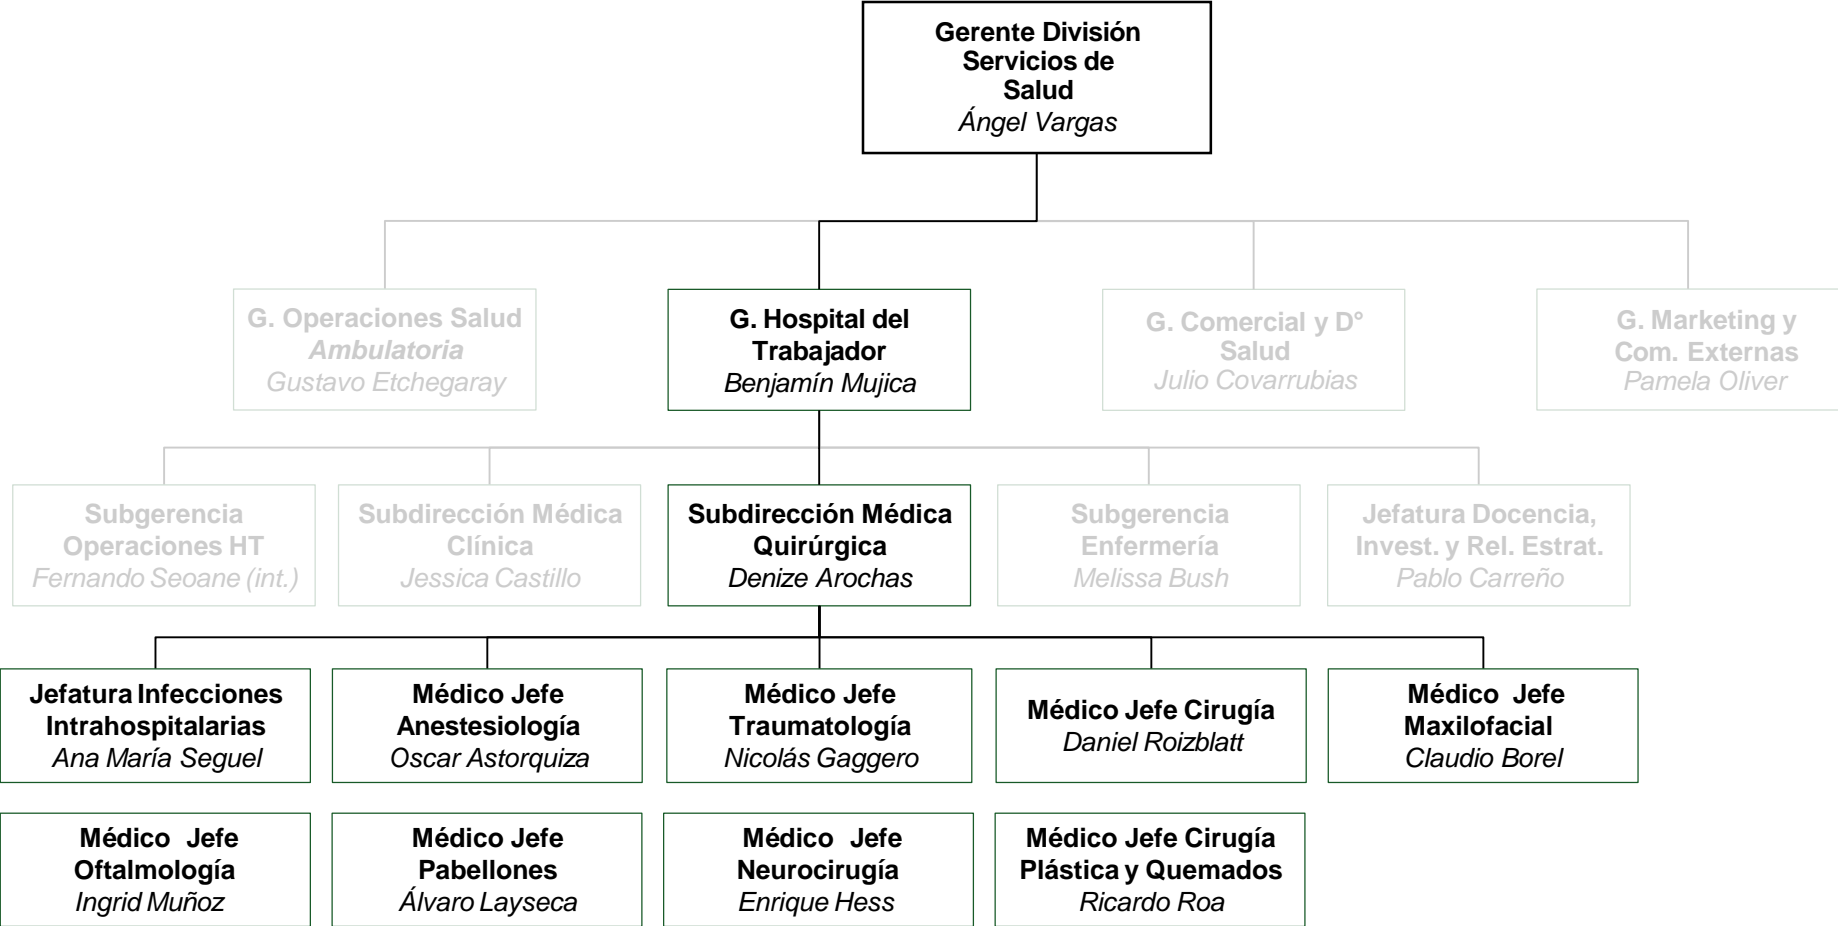 Gerente División
Servicios de
Salud
Ángel Vargas
G. Operaciones Salud
Ambulatoria
Gustavo Etchegaray
G. Hospital del
Trabajador
Benjamín Mujica
G. Comercial y D°
Salud
Julio Covarrubias
G. Marketing y
Com. Externas
Pamela Oliver
Subgerencia
Operaciones HT
Fernando Seoane (int.)
Subdirección Médica
Clínica
Jessica Castillo
Subdirección Médica
Quirúrgica
Denize Arochas
Subgerencia
Enfermería
Melissa Bush
Jefatura Docencia,
Invest. y Rel. Estrat.
Pablo Carreño
Jefatura Infecciones
Intrahospitalarias
Ana María Seguel
Médico Jefe
Anestesiología
Oscar Astorquiza
Médico Jefe
Traumatología
Nicolás Gaggero
Médico Jefe Cirugía
Daniel Roizblatt
Médico Jefe
Maxilofacial
Claudio Borel
Médico Jefe
Oftalmología
Ingrid Muñoz
Médico Jefe
Pabellones
Álvaro Layseca
Médico Jefe
Neurocirugía
Enrique Hess
Médico Jefe Cirugía
Plástica y Quemados
Ricardo Roa